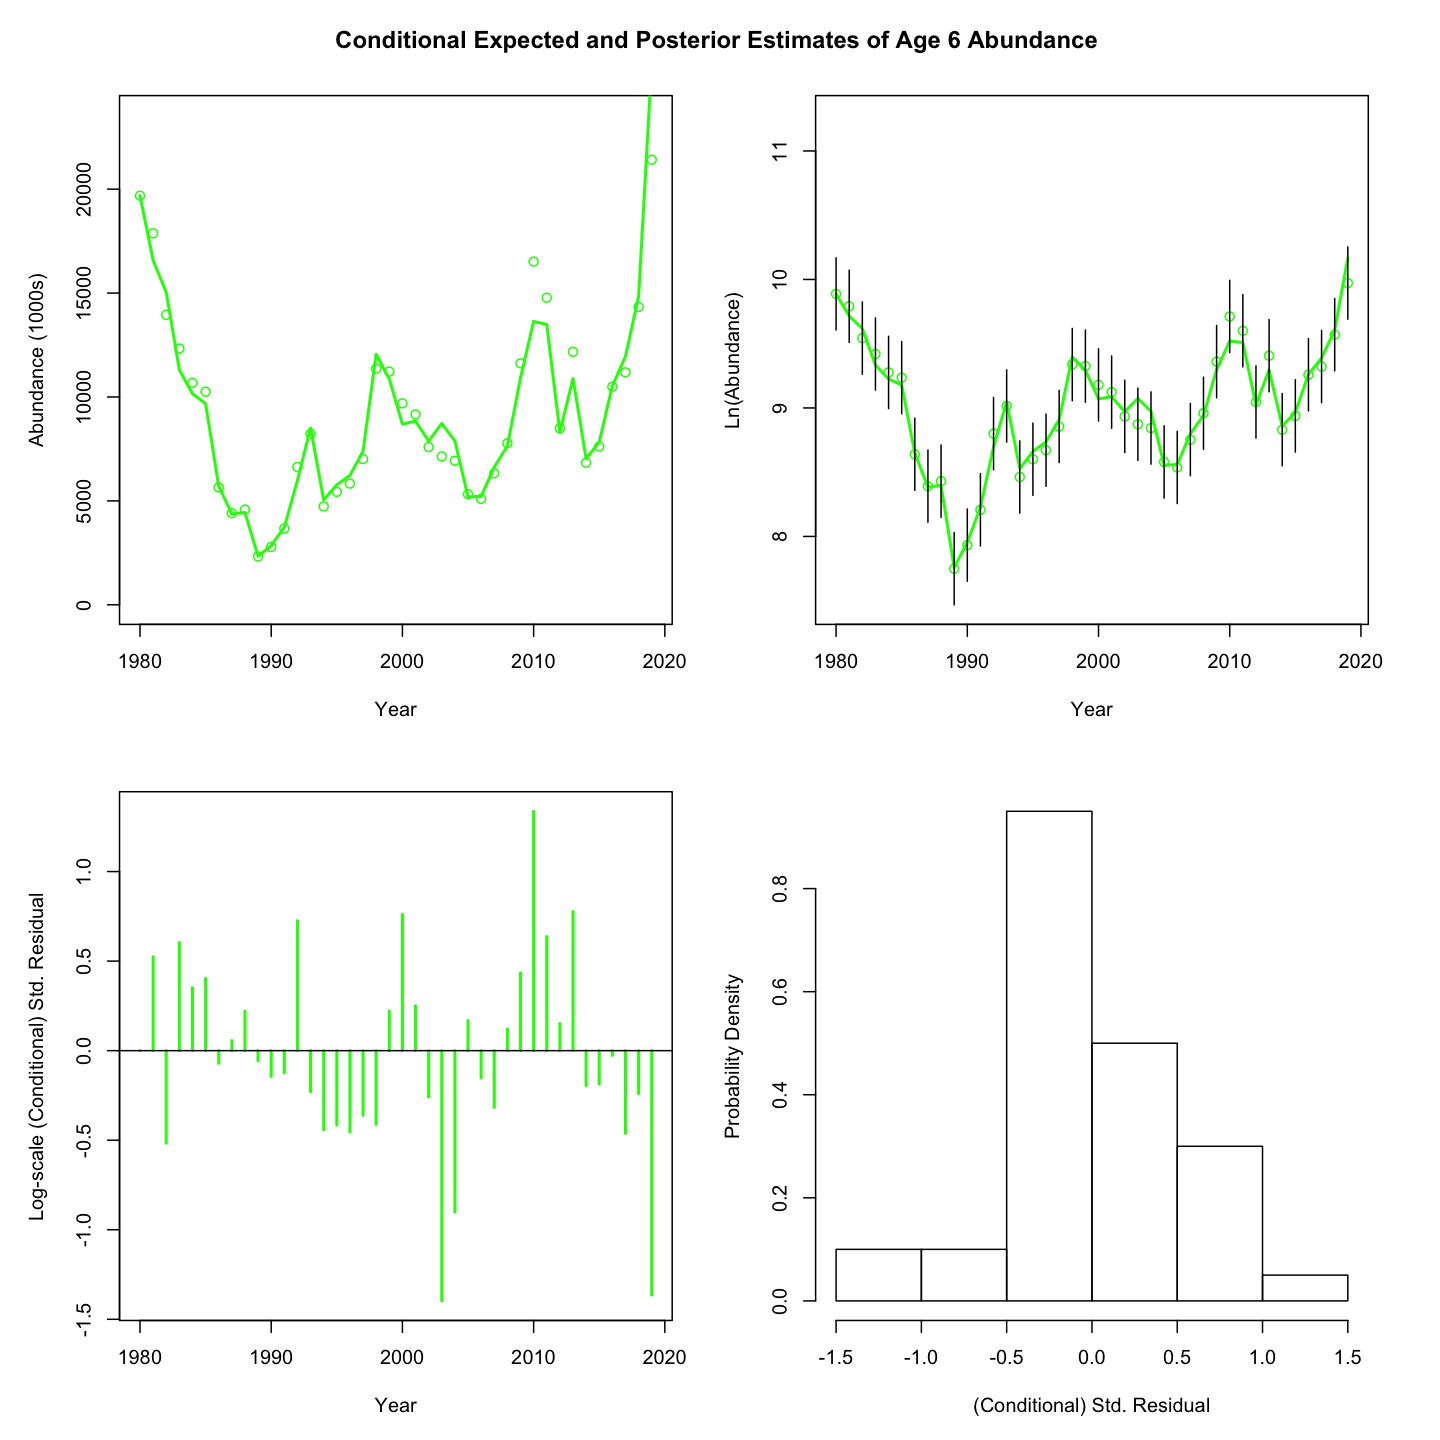 Conditional Expected and Posterior Estimates of Age 6 Abundance
Abundance (1000s)
20000
15000
10000
5000
0
1980 1990 2000 2010 2020
Year
Ln(Abundance)
11
10
9
8
1980 1990 2000 2010 2020
Year
Log-scale (Conditional) Std. Residual
1.0
0.5
0.0
-0.5
-1.0
-1.5
1980 1990 2000 2010 2020
Year
Probability Density
0.8
0.6
0.4
0.2
0.0
-1.5 -1.0 -0.5 0.0 0.5 1.0 1.5
(Conditional) Std. Residual